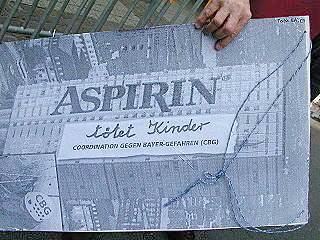 ASPIRIN
tötet Kinder
COORDINATION GEGEN BAYER-GEFAHREN (CBG)
CBG